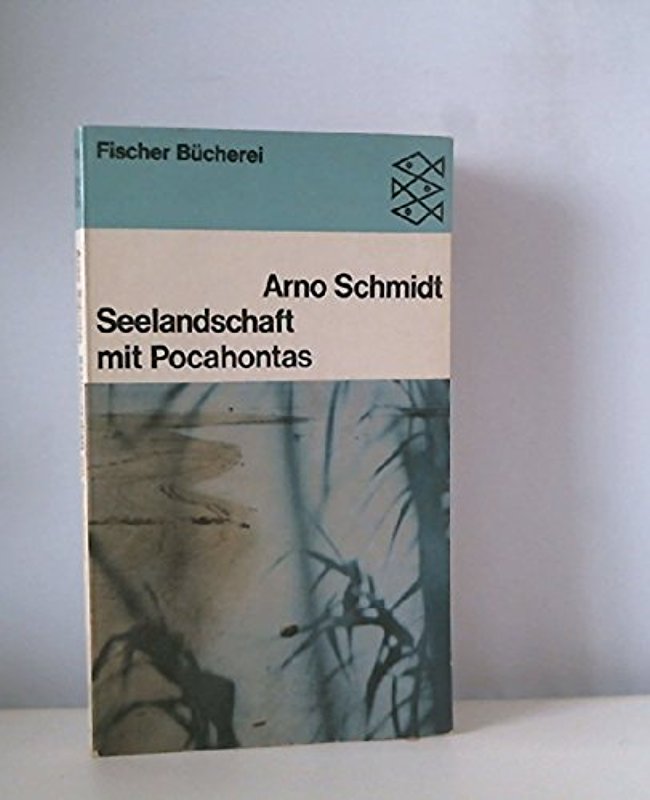 Fischer Bücherei
Arno Schmidt
Seelandschaft
mit Pocahontas